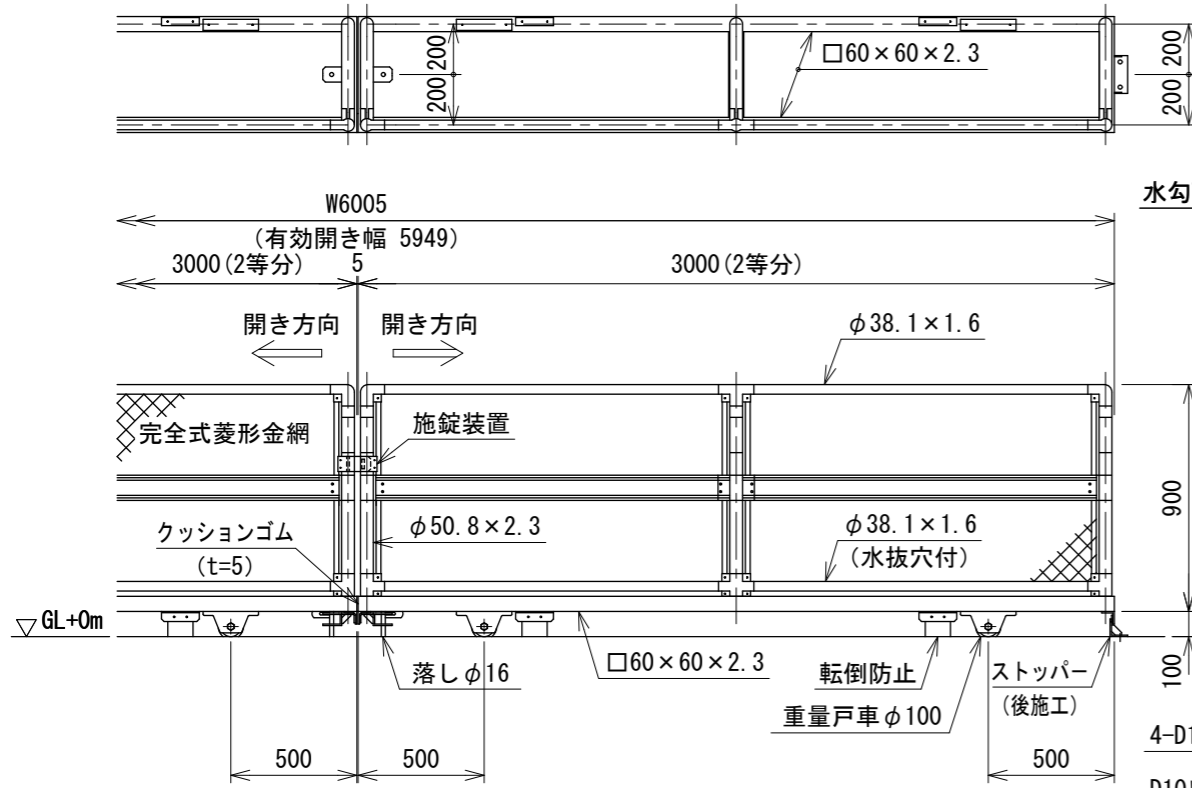 200
200
□60×60×2.3
200
200
水勾
W6005
(有効開き幅 5949)
3000(2等分)
5
3000(2等分)
開き方向
開き方向
φ38.1×1.6
完全式菱形金網
施錠装置
900
クッションゴム
(t=5)
φ50.8×2.3
φ38.1×1.6
(水抜穴付)
▽GL+0m
落しφ16
□60×60×2.3
転倒防止
ストッパー
(後施工)
100
重量戸車φ100
500
500
500
4-D1